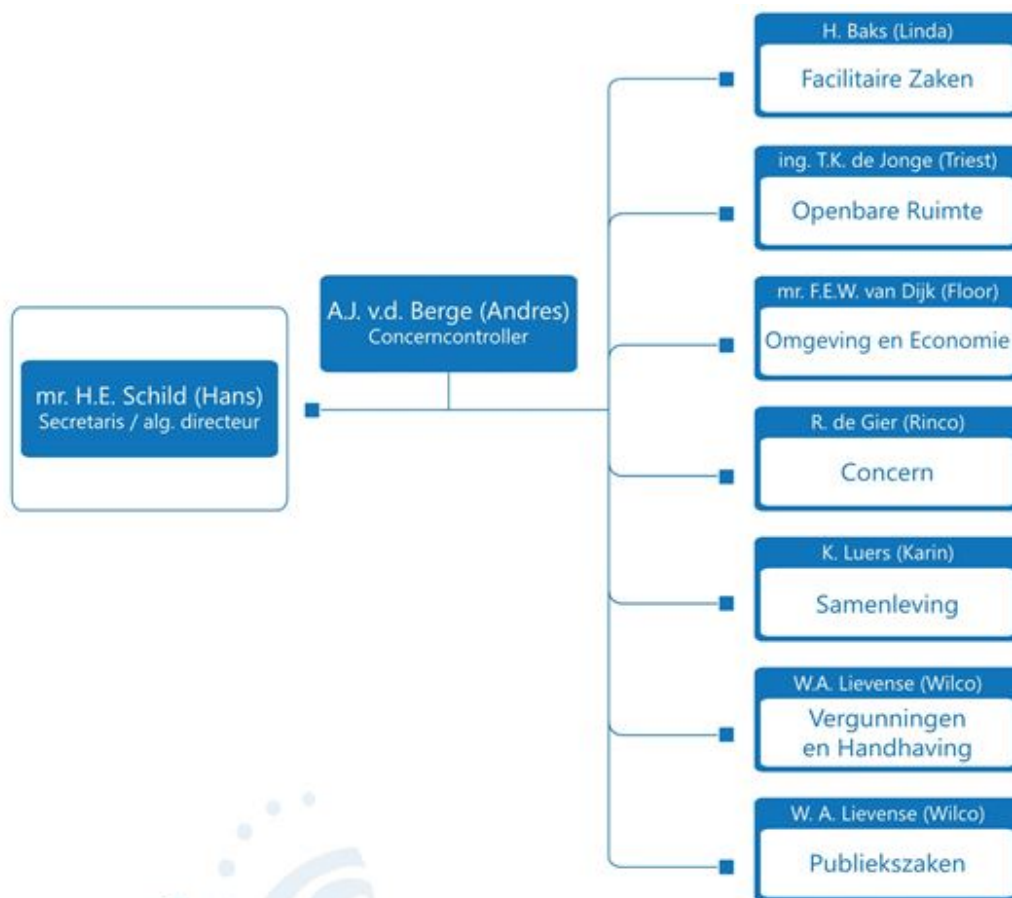 mr. H.E. Schild (Hans)
Secretaris / alg. directeur
A.J. v.d. Berge (Andres)
Concerncontroller
H. Baks (Linda)
Facilitaire Zaken
ing. T.K. de Jonge (Triest)
Openbare Ruimte
mr. F.E.W. van Dijk (Floor)
Omgeving en Economie
R. de Gier (Rinco)
Concern
K. Luers (Karin)
Samenleving
W.A. Lievense (Wilco)
Vergunningen
en Handhaving
W. A. Lievense (Wilco)
Publiekszaken